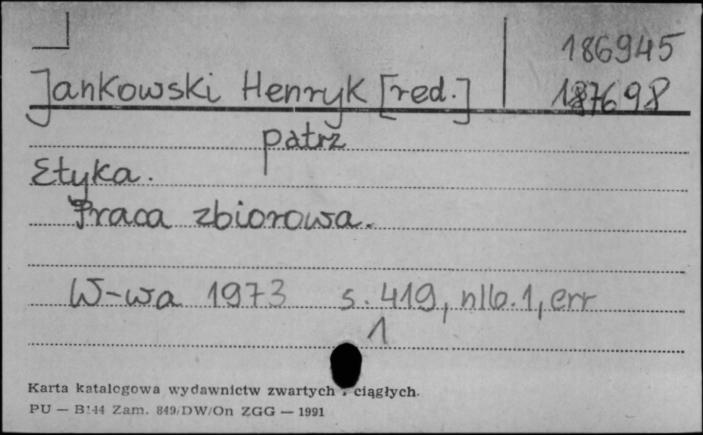 186945
Jankowski Henryk [red.] 187698
patrz
Etyka.
Praca zbiorowa.
W-wa 1973 s. 419, nlb. 1, err
1
Karta katalogowa wydawnictw zwartych i ciągłych.
PU — B144 Zam. 849/DW/On ZGG — 1991